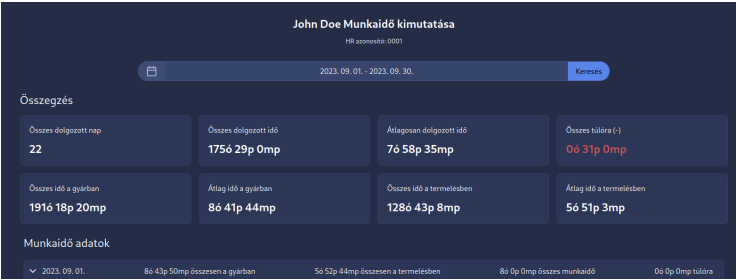 John Doe Munkaidő kimutatása
HR azonosító: 0001
2023. 09. 01. - 2023. 09. 30.
Keresés
Összegzés
Összes dolgozott nap
22
Összes dolgozott idő
175ó 29p 0mp
Átlagosan dolgozott idő
7ó 58p 35mp
Összes túlóra (-)
0ó 31p 0mp
Összes idő a gyárban
191ó 18p 20mp
Átlag idő a gyárban
8ó 41p 44mp
Összes idő a termelésben
128ó 43p 8mp
Átlag idő a termelésben
5ó 51p 3mp
Munkaidő adatok
2023. 09. 01. 8ó 43p 50mp összesen a gyárban 5ó 52p 44mp összesen a termelésben 8ó 0p 0mp összes munkaidő 0ó 0p 0mp túlóra